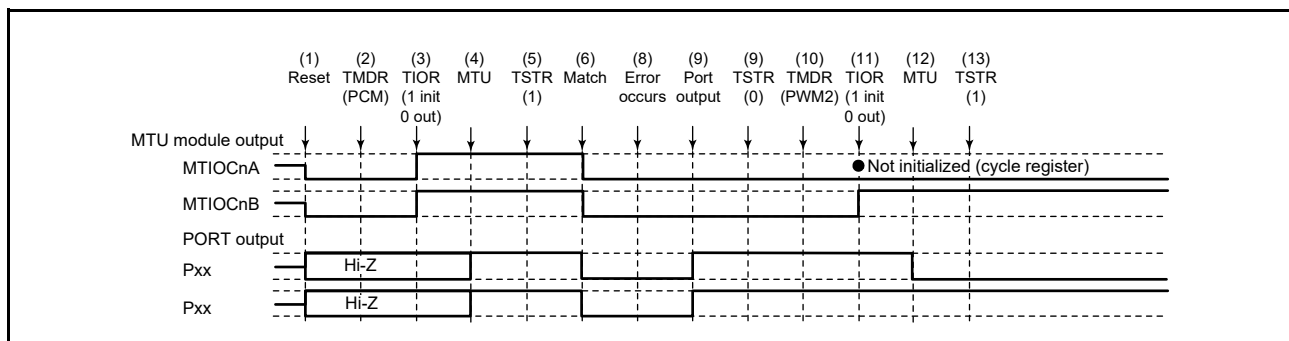 (1) (2) (3) (4) (5) (6) (8) (9) (9) (10) (11) (12) (13)
Reset TMDR TIOR MTU TSTR Match Error Port TSTR TMDR TIOR MTU TSTR
(PCM) (1 init (1) occurs output (0) (PWM2) (1 init (1)
0 out) 0 out)
MTU module output
MTIOCnA ● Not initialized (cycle register)
MTIOCnB
PORT output
Pxx Hi-Z
Pxx Hi-Z